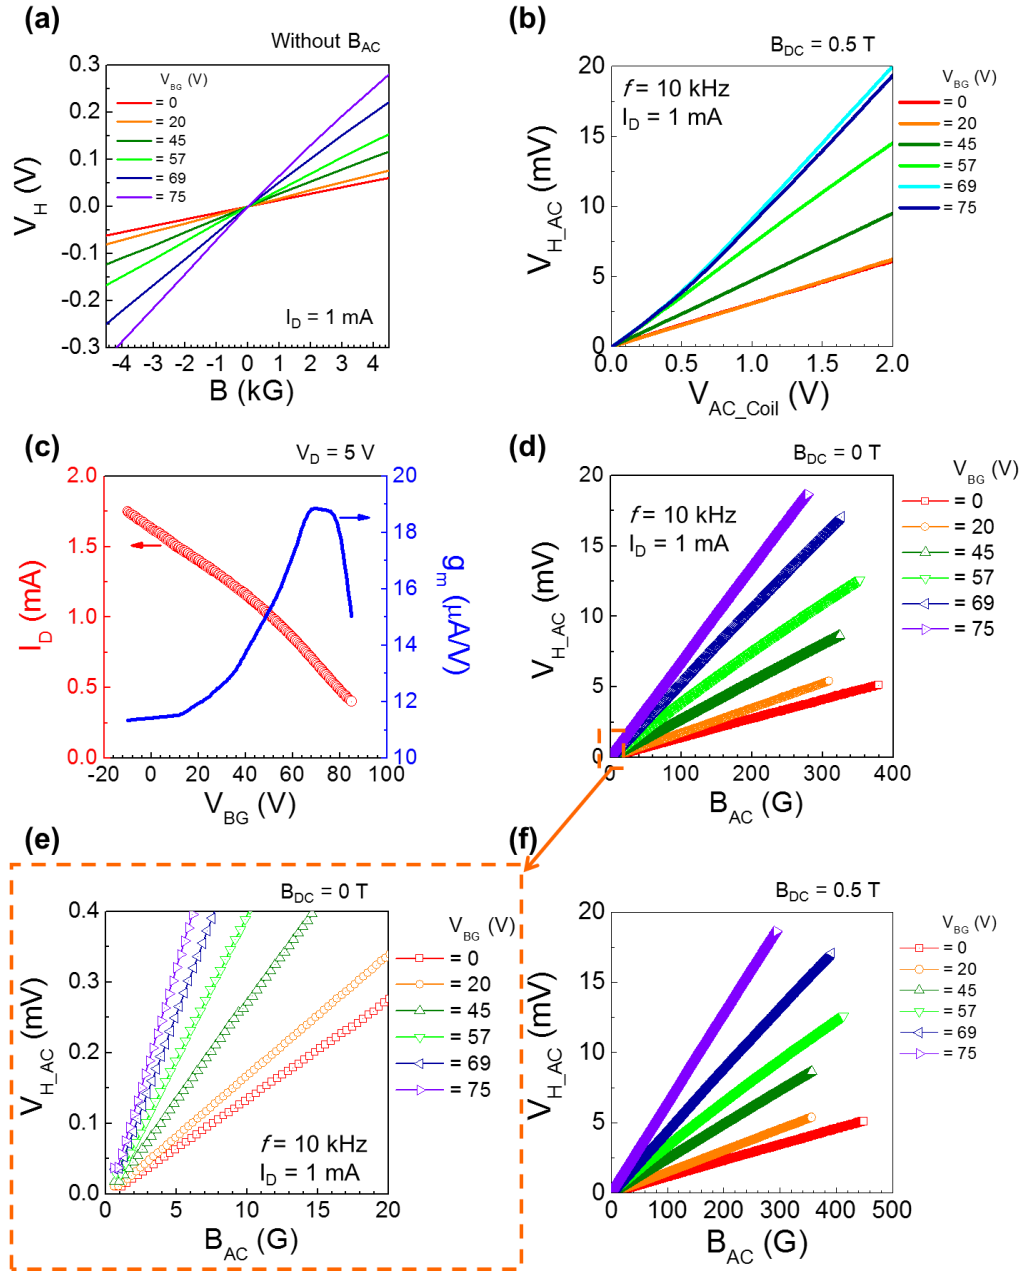 (a)
Without B_AC
V_BG (V)
= 0
= 20
= 45
= 57
= 69
= 75
I_D = 1 mA
0.3
0.2
0.1
0.0
-0.1
-0.2
-0.3
V_H (V)
-4 -3 -2 -1 0 1 2 3 4
B (kG)
(b)
B_DC = 0.5 T
f = 10 kHz
I_D = 1 mA
V_BG (V)
= 0
= 20
= 45
= 57
= 69
= 75
20
15
10
5
0
V_H_AC (mV)
0.0 0.5 1.0 1.5 2.0
V_AC_Coil (V)
(c)
V_D = 5 V
2.0
1.5
1.0
0.5
0.0
I_D (mA)
20
18
16
14
12
10
g_m (μA/V)
-20 0 20 40 60 80 100
V_BG (V)
(d)
B_DC = 0 T
f = 10 kHz
I_D = 1 mA
V_BG (V)
= 0
= 20
= 45
= 57
= 69
= 75
20
15
10
5
0
V_H_AC (mV)
0 100 200 300 400
B_AC (G)
(e)
B_DC = 0 T
V_BG (V)
= 0
= 20
= 45
= 57
= 69
= 75
f = 10 kHz
I_D = 1 mA
0.4
0.3
0.2
0.1
0.0
V_H_AC (mV)
0 5 10 15 20
B_AC (G)
(f)
B_DC = 0.5 T
V_BG (V)
= 0
= 20
= 45
= 57
= 69
= 75
20
15
10
5
0
V_H_AC (mV)
0 100 200 300 400 500
B_AC (G)